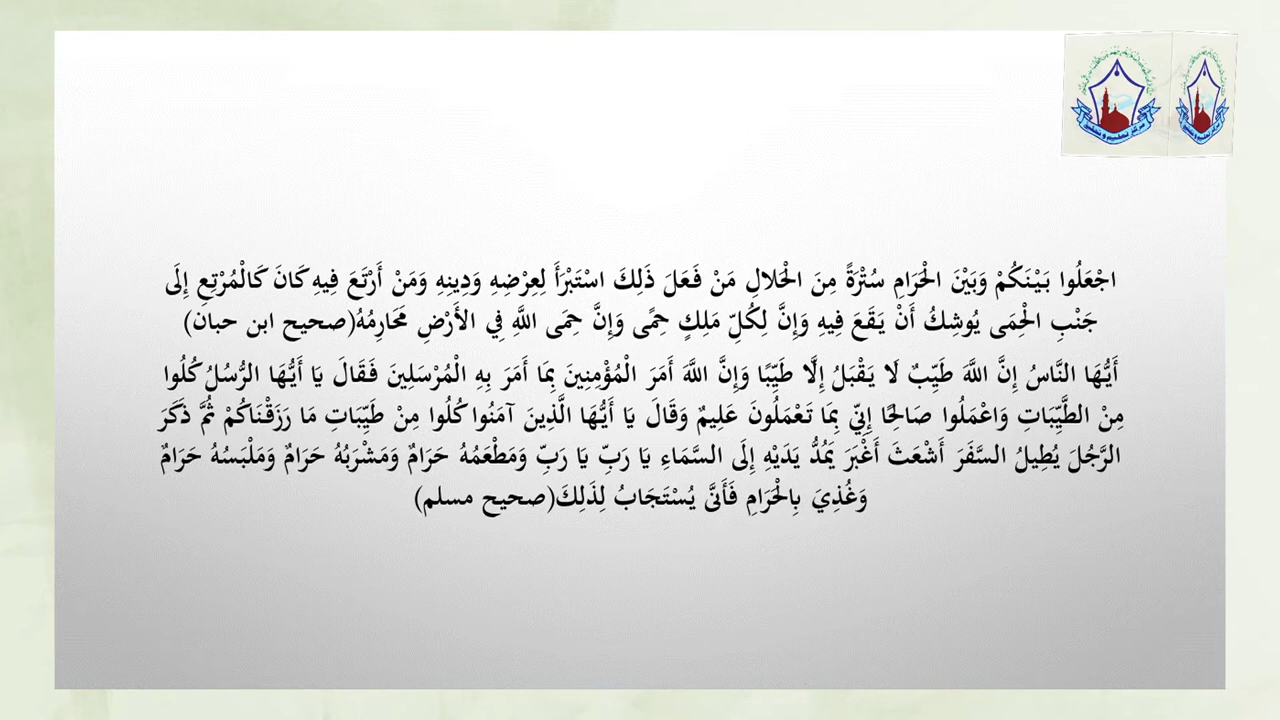 اجْعَلُوا بَيْنَكُمْ وَبَيْنَ الْحَرَامِ سُتْرَةً مِنَ الْحَلالِ مَنْ فَعَلَ ذَلِكَ اسْتَبْرَأَ لِعِرْضِهِ وَدِينِهِ وَمَنْ أَرْتَعَ فِيهِ كَانَ كَالْمُرْتِعِ إِلَى
جَنْبِ الْحِمَى يُوشِكُ أَنْ يَقَعَ فِيهِ وَإِنَّ لِكُلِّ مَلِكٍ حِمًى وَإِنَّ حِمَى اللَّهِ فِي الأَرْضِ مَحَارِمُهُ(صحيح ابن حبان)
أَيُّهَا النَّاسُ إِنَّ اللَّهَ طَيِّبٌ لَا يَقْبَلُ إِلَّا طَيِّبًا وَإِنَّ اللَّهَ أَمَرَ الْمُؤْمِنِينَ بِمَا أَمَرَ بِهِ الْمُرْسَلِينَ فَقَالَ يَا أَيُّهَا الرُّسُلُ كُلُوا
مِنْ الطَّيِّبَاتِ وَاعْمَلُوا صَالِحًا إِنِّي بِمَا تَعْمَلُونَ عَلِيمٌ وَقَالَ يَا أَيُّهَا الَّذِينَ آمَنُوا كُلُوا مِنْ طَيِّبَاتِ مَا رَزَقْنَاكُمْ ثُمَّ ذَكَرَ
الرَّجُلَ يُطِيلُ السَّفَرَ أَشْعَثَ أَغْبَرَ يَمُدُّ يَدَيْهِ إِلَى السَّمَاءِ يَا رَبِّ يَا رَبِّ وَمَطْعَمُهُ حَرَامٌ وَمَشْرَبُهُ حَرَامٌ وَمَلْبَسُهُ حَرَامٌ
وَغُذِيَ بِالْحَرَامِ فَأَنَّى يُسْتَجَابُ لِذَلِكَ(صحيح مسلم)